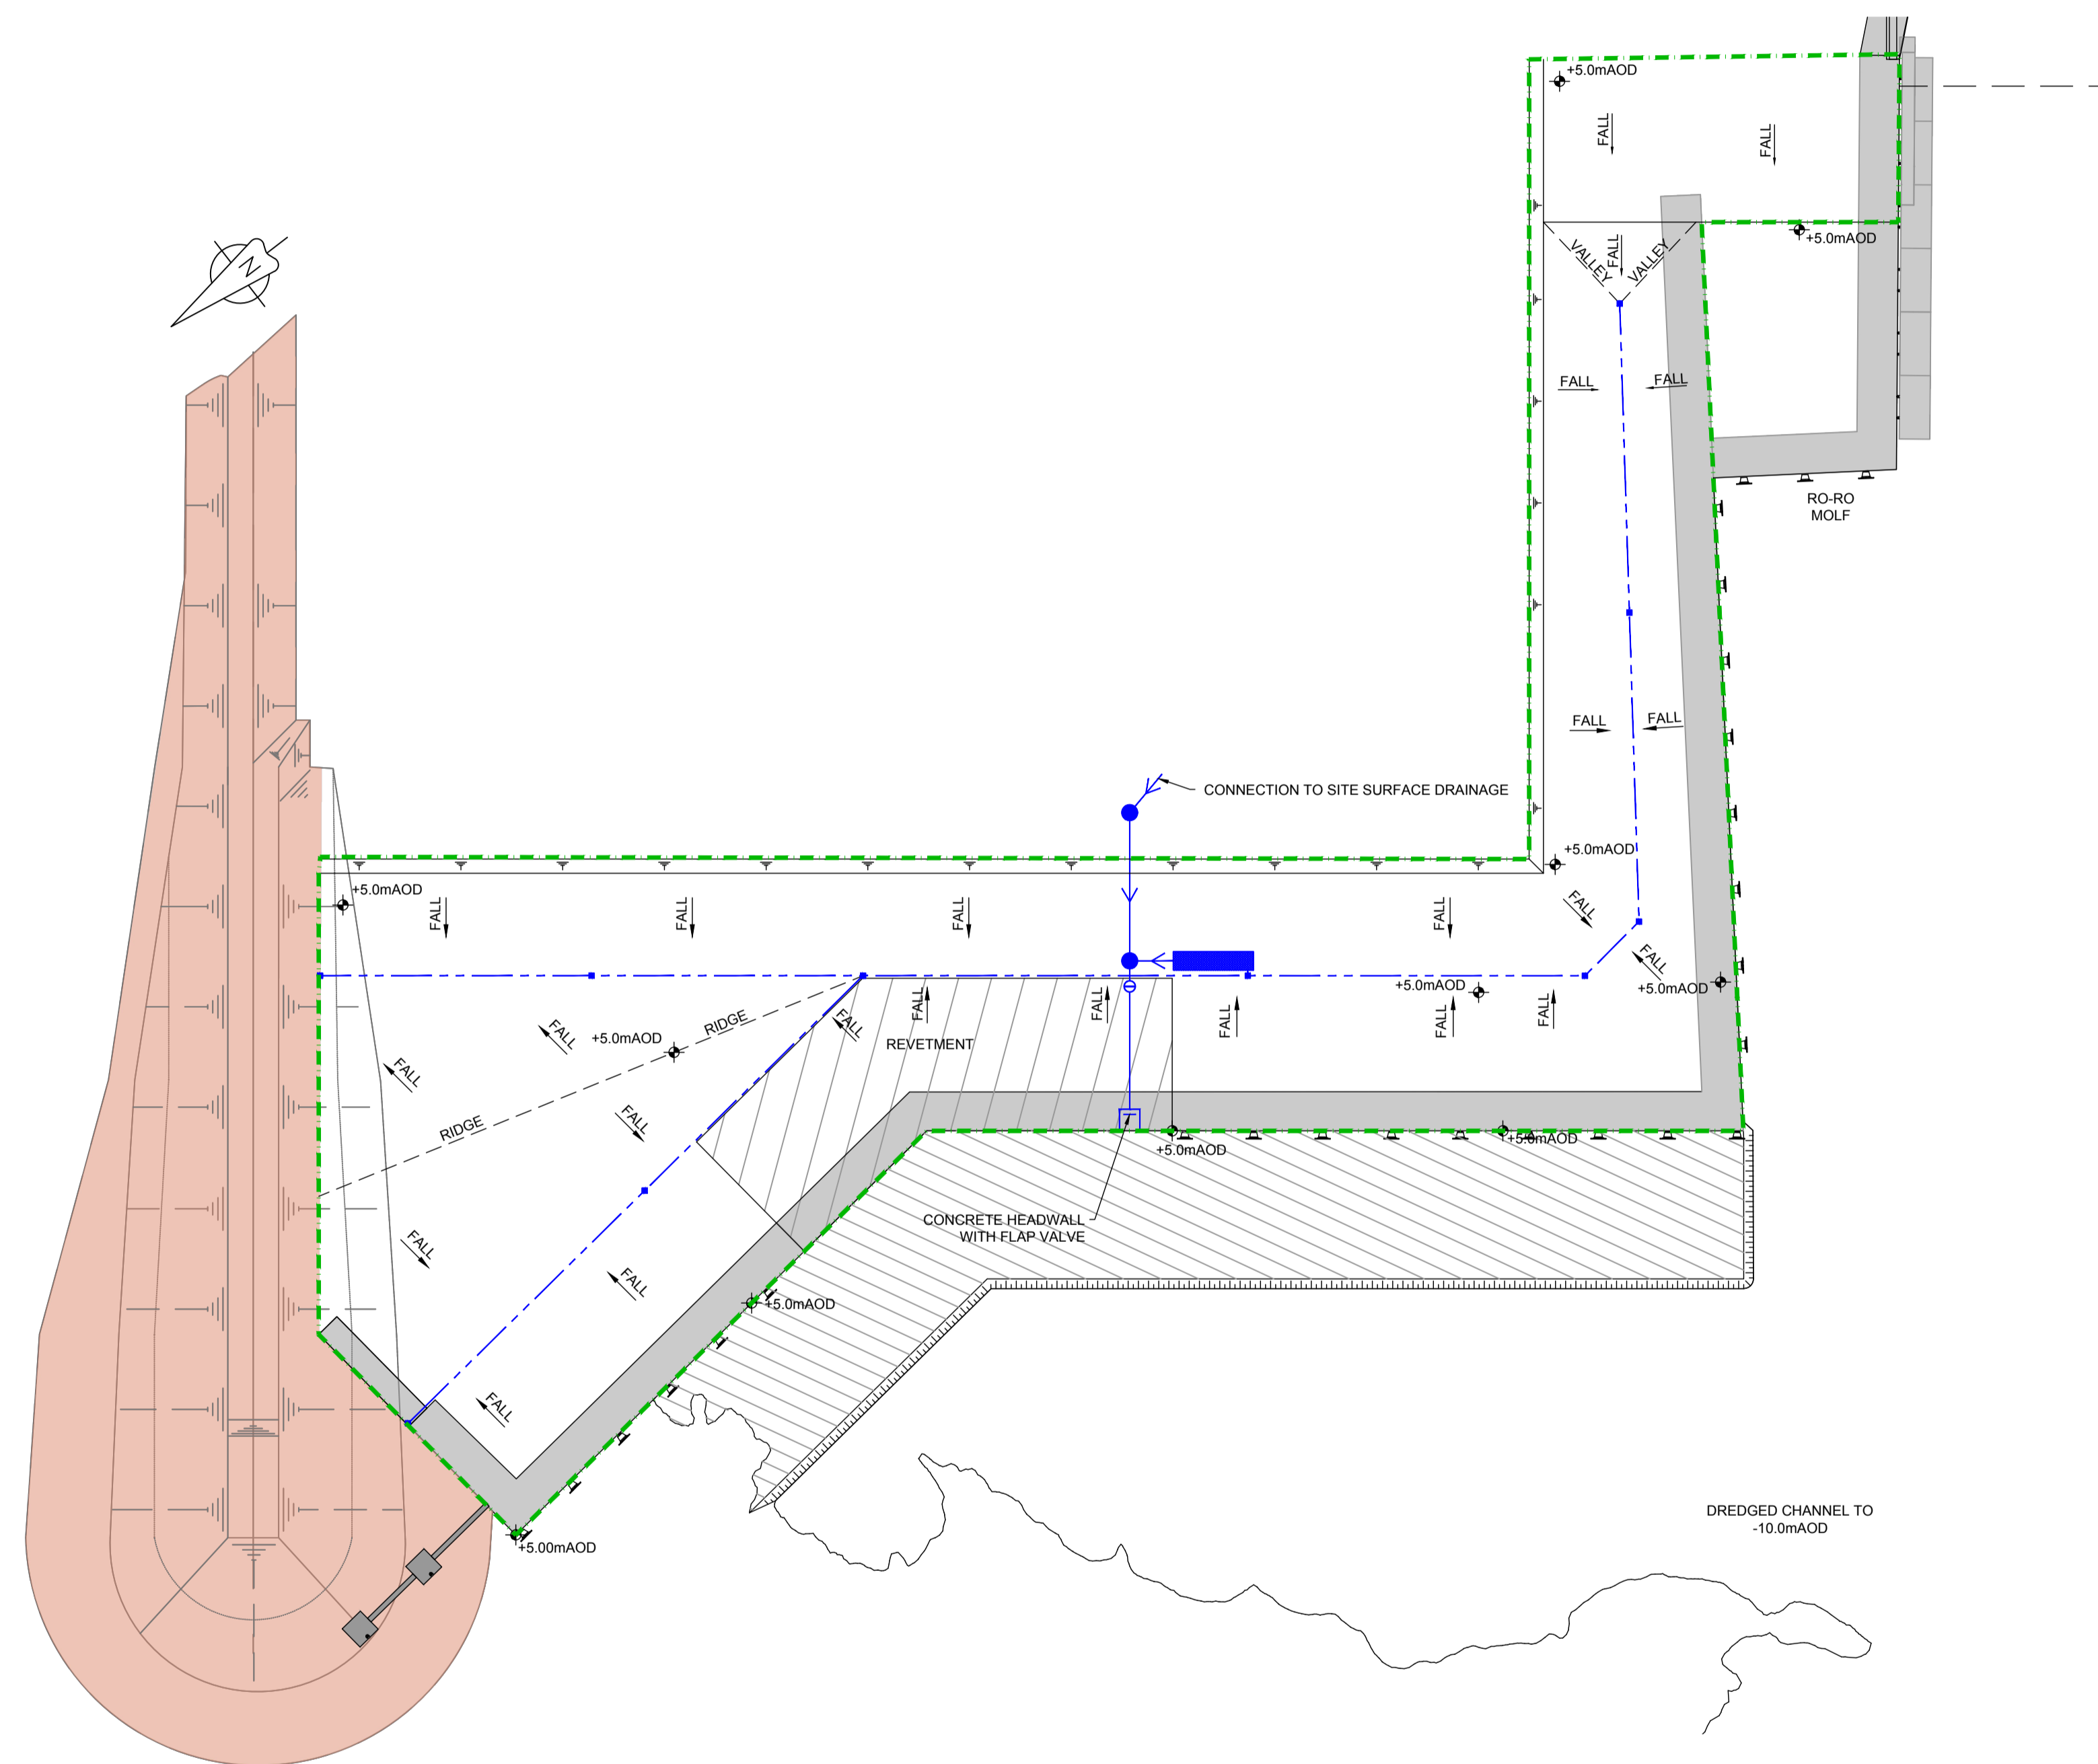 +5.0mAOD
FALL
FALL
+5.0mAOD
VALLEY
FALL
VALLEY
N
FALL
FALL
RO-RO
MOLF
FALL
FALL
CONNECTION TO SITE SURFACE DRAINAGE
+5.0mAOD
+5.0mAOD
FALL
FALL
FALL
FALL
FALL
FALL
+5.0mAOD
+5.0mAOD
FALL
FALL
FALL
FALL
FALL
FALL
RIDGE
+5.0mAOD
FALL
REVETMENT
FALL
FALL
RIDGE
+5.0mAOD
+5.0mAOD
CONCRETE HEADWALL
WITH FLAP VALVE
FALL
FALL
+5.0mAOD
FALL
+5.00mAOD
DREDGED CHANNEL TO
-10.0mAOD